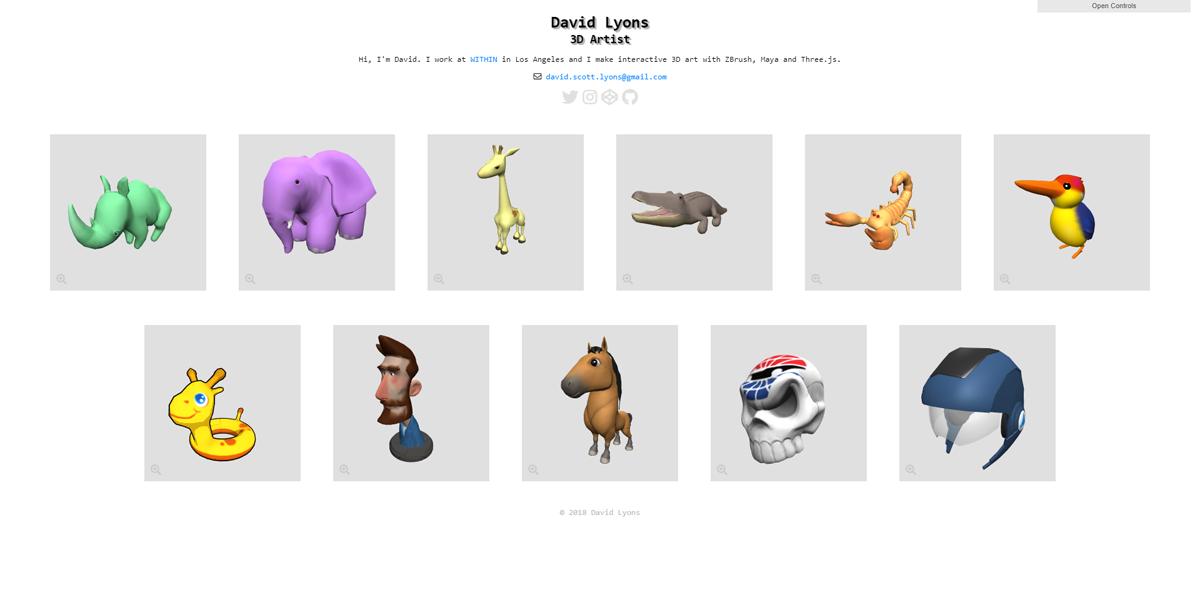 Open Controls
David Lyons
3D Artist
Hi, I'm David. I work at WITHIN in Los Angeles and I make interactive 3D art with ZBrush, Maya and Three.js.
david.scott.lyons@gmail.com
© 2018 David Lyons